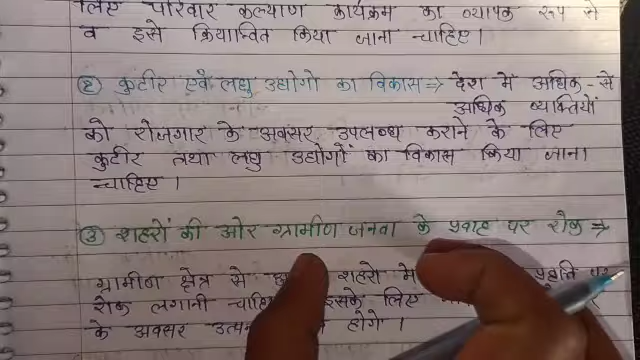 लिए परिवार कल्याण कार्यक्रम का व्यापक रूप से
व इसे क्रियान्वित किया जाना चाहिए।
② कुटीर एवं लघु उद्योगो का विकास ⇒ देश में अधिक-से
अधिक व्यक्तियों
को रोजगार के अवसर उपलब्ध कराने के लिए
कुटीर तथा लघु उद्योगों का विकास किया जाना
चाहिए।
③ शहरों की ओर ग्रामीण जनता के प्रवाह पर रोक ⇒
ग्रामीण क्षेत्र से शहरो मे प्रवृति पर
रोक लगानी इसके लिए
के अवसर होगे।